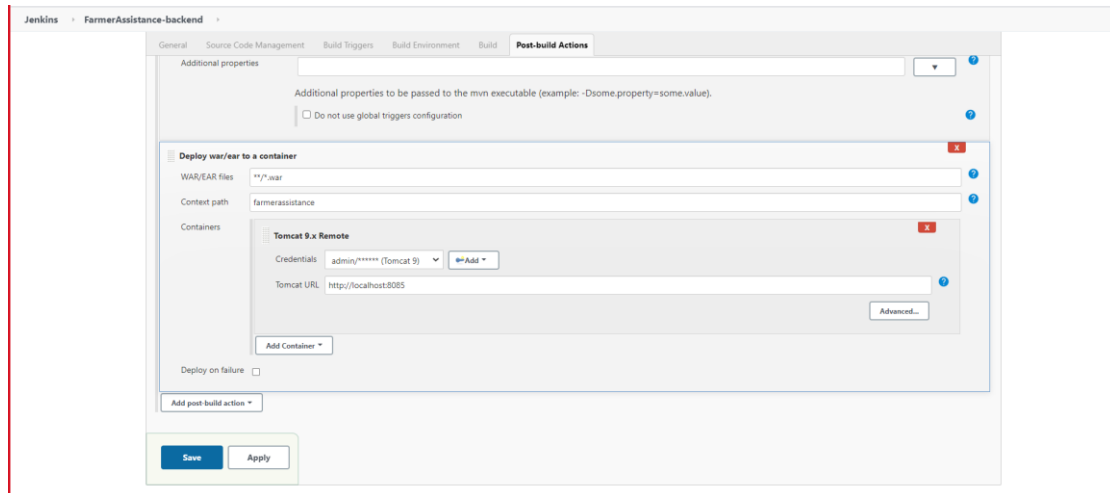 Jenkins FarmerAssistance-backend
General Source Code Management Build Triggers Build Environment Build Post-build Actions
Additional properties
Additional properties to be passed to the mvn executable (example: -Dsome.property=some.value).
Do not use global triggers configuration
Deploy war/ear to a container
X
WAR/EAR files **/*.war
Context path farmerassistance
Containers
Tomcat 9.x Remote
X
Credentials admin/****** (Tomcat 9) Add
Tomcat URL http://localhost:8085
Advanced...
Add Container
Deploy on failure
Add post-build action
Save Apply